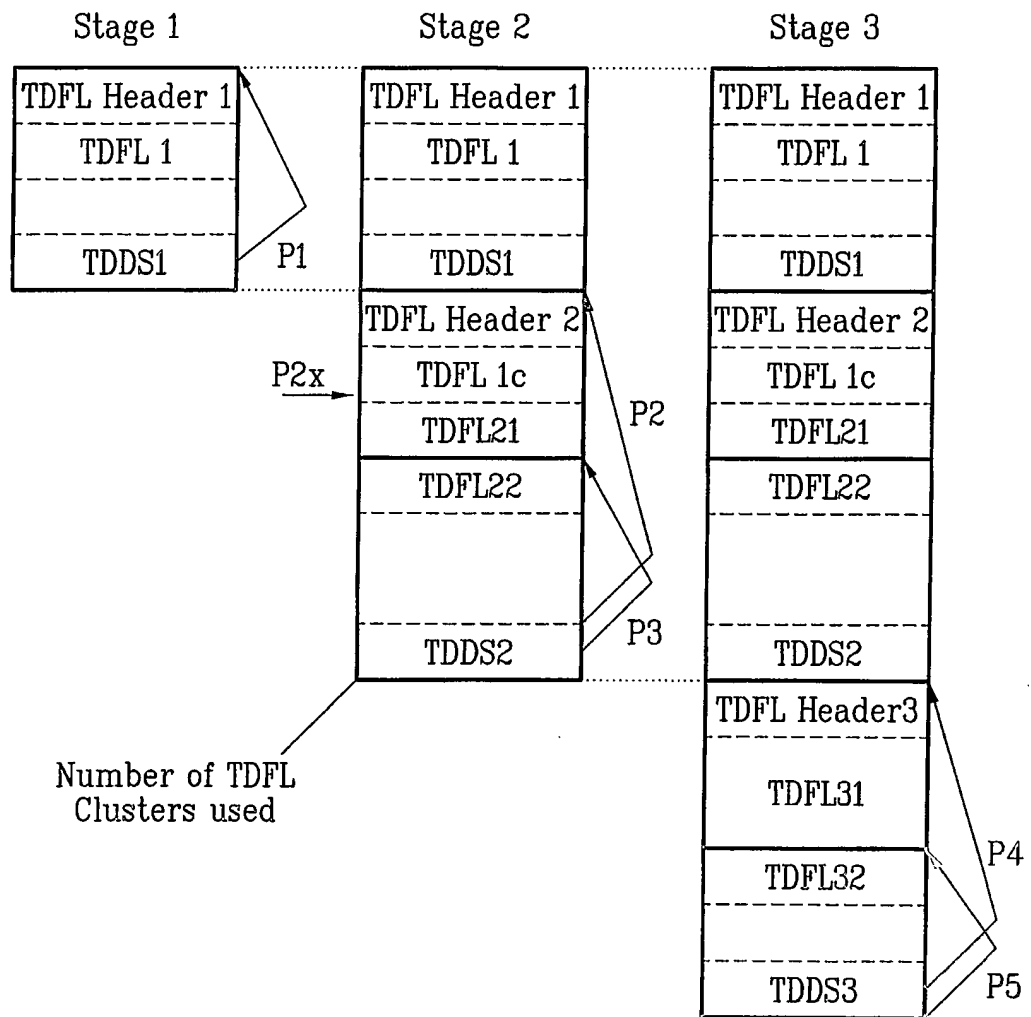 Stage 1
Stage 2
Stage 3
TDFL Header 1
TDFL 1
TDDS1
P1
TDFL Header 1
TDFL 1
TDDS1
TDFL Header 2
TDFL 1c
TDFL21
TDFL22
TDDS2
P2x
P2
P3
Number of TDFL
Clusters used
TDFL Header 1
TDFL 1
TDDS1
TDFL Header 2
TDFL 1c
TDFL21
TDFL22
TDDS2
TDFL Header3
TDFL31
TDFL32
TDDS3
P4
P5